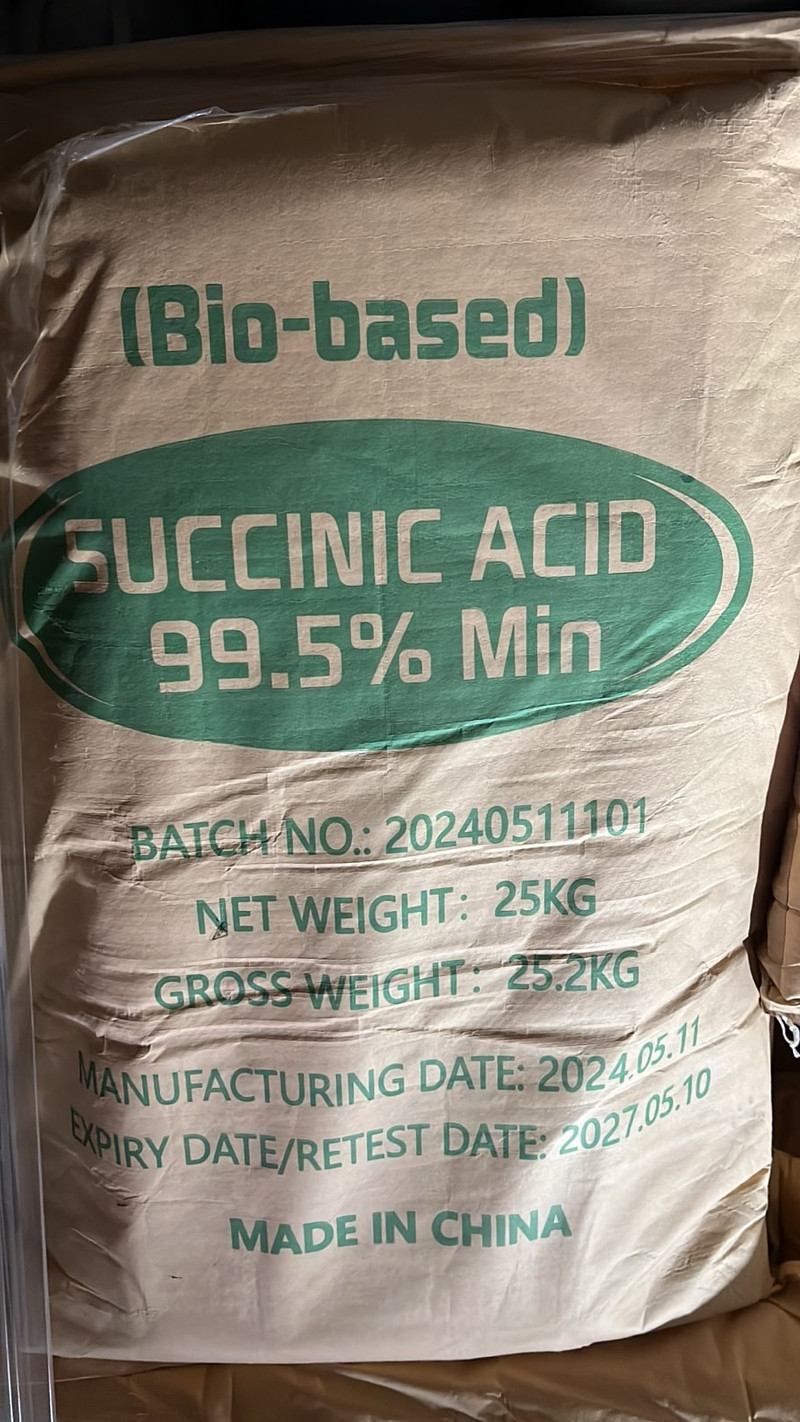 (Bio-based)
SUCCINIC ACID
99.5% Min
BATCH NO.: 20240511101
NET WEIGHT: 25KG
GROSS WEIGHT: 25.2KG
MANUFACTURING DATE: 2024.05.11
EXPIRY DATE/RETEST DATE: 2027.05.10
MADE IN CHINA